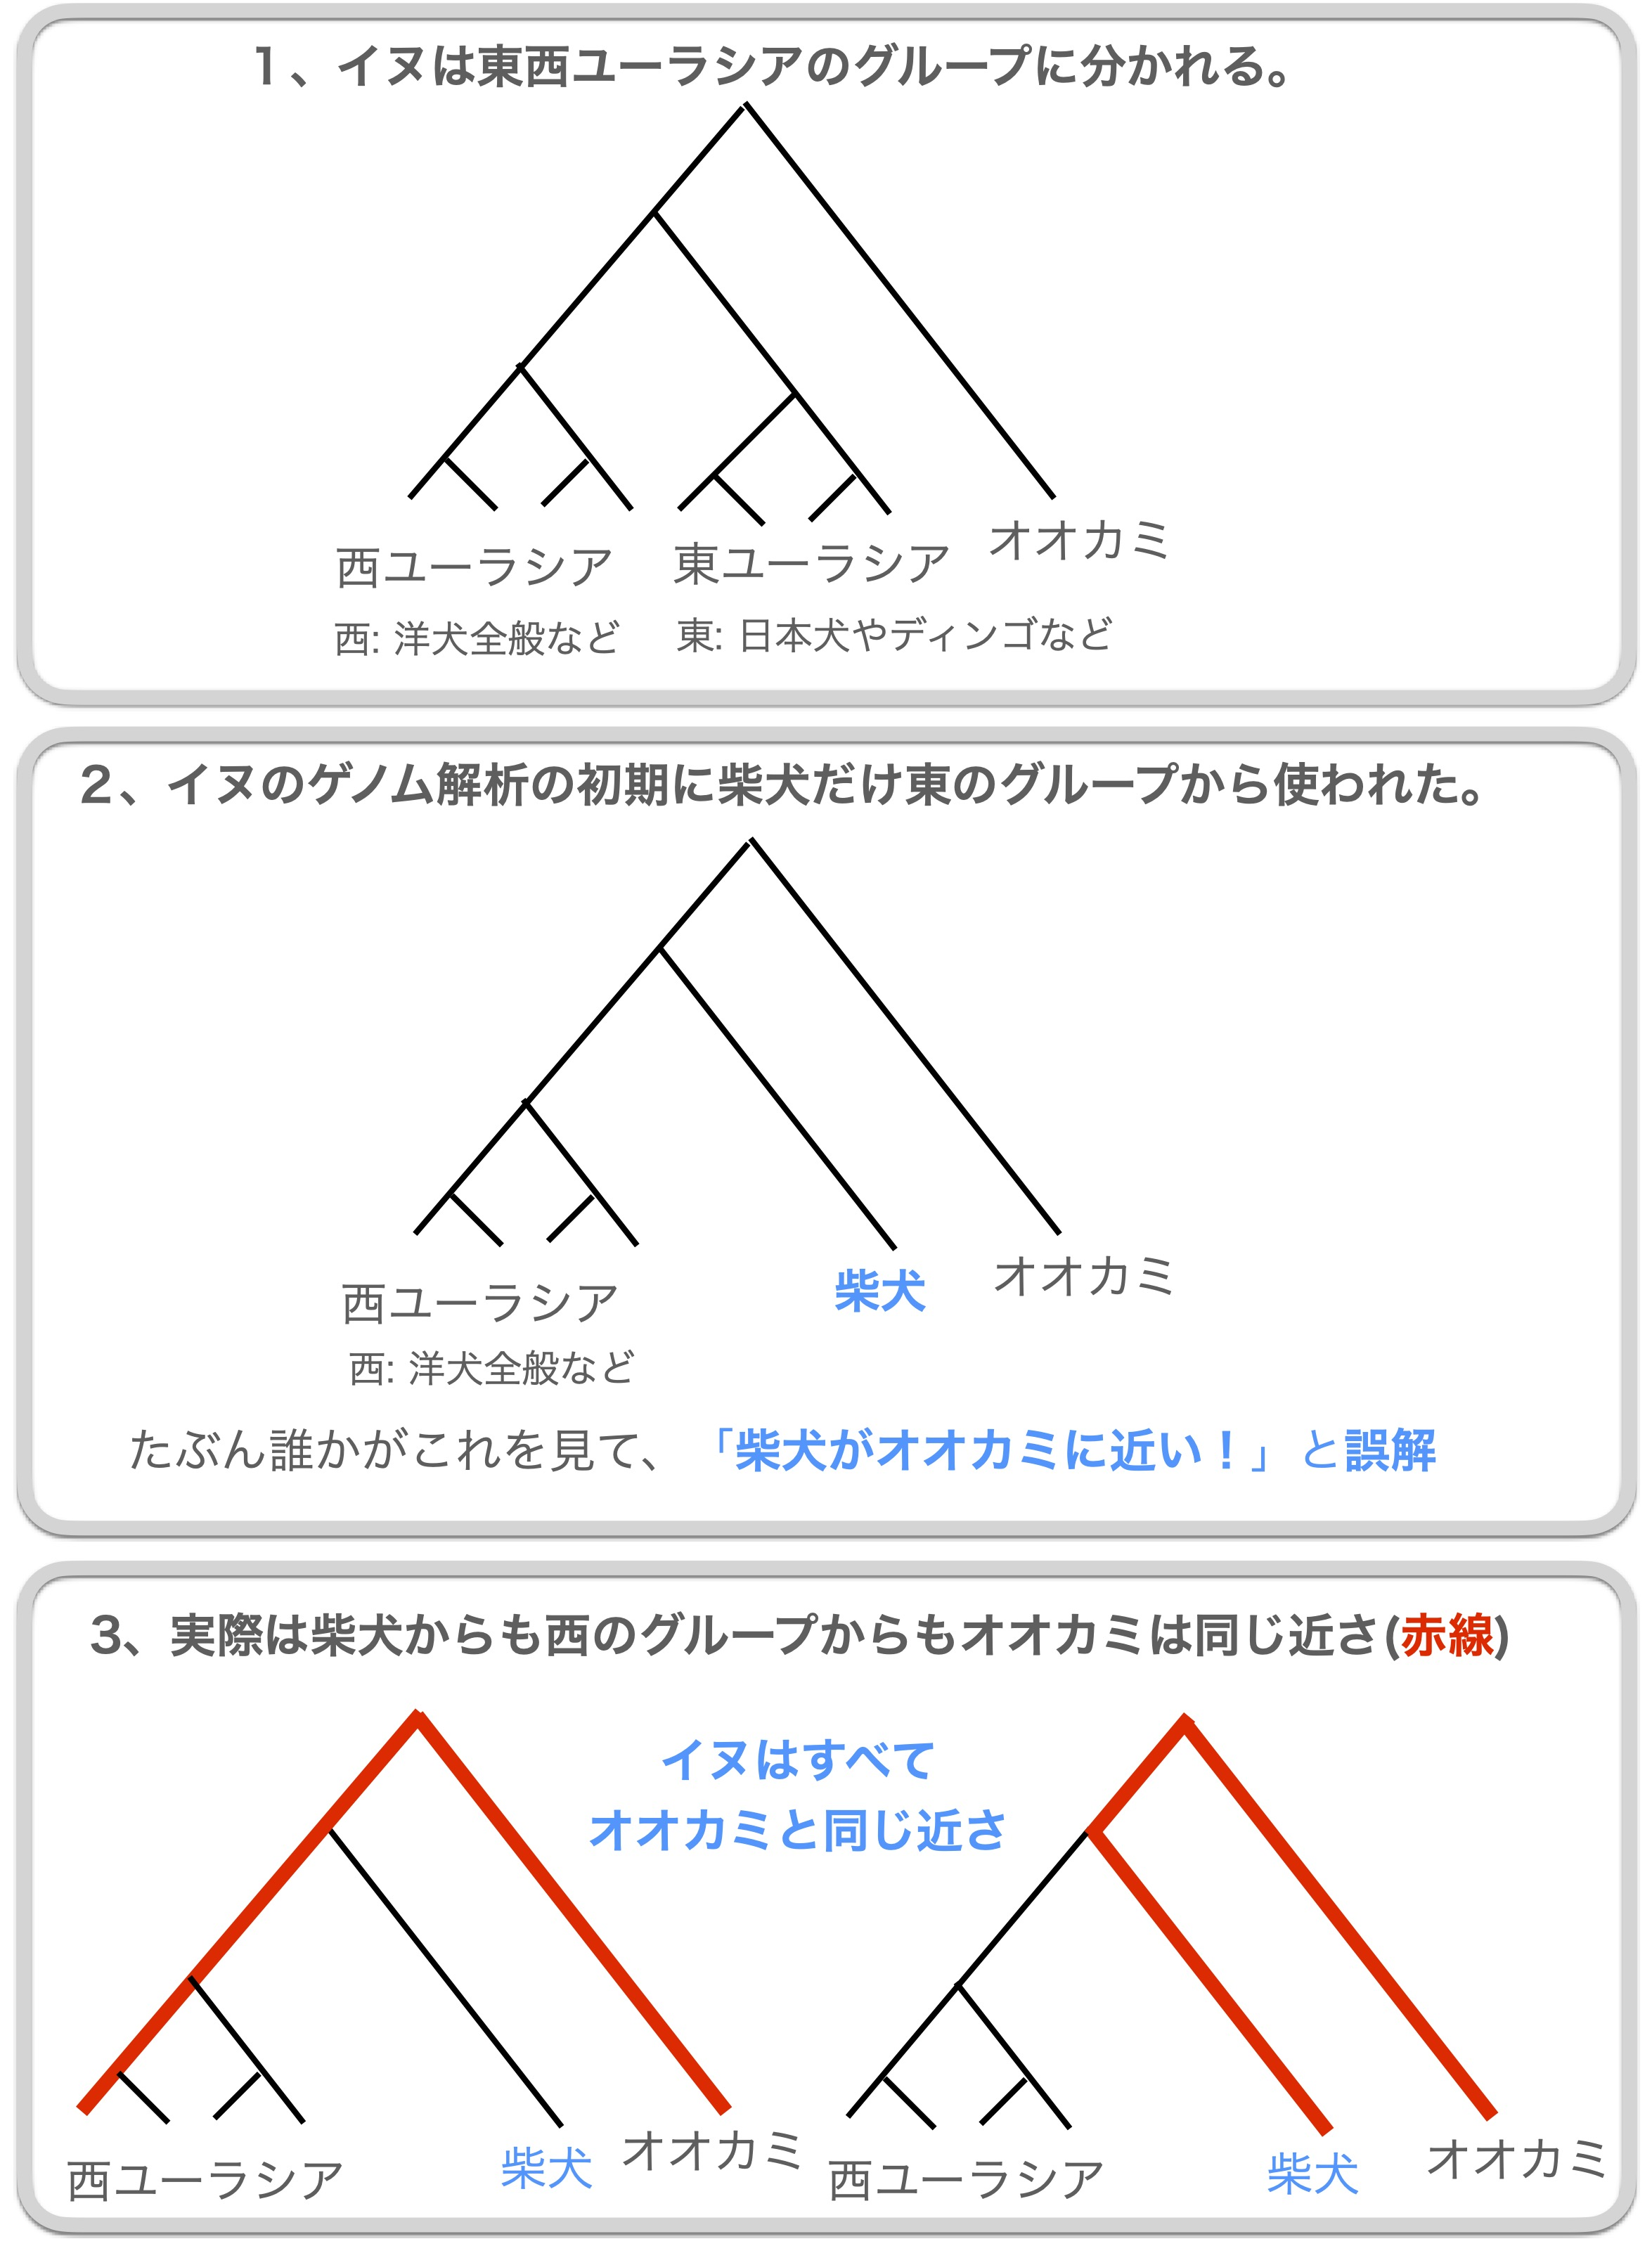 1、イヌは東西ユーラシアのグループに分かれる。
西ユーラシア
東ユーラシア
オオカミ
西: 洋犬全般など
東: 日本犬やディンゴなど
2、イヌのゲノム解析の初期に柴犬だけ東のグループから使われた。
西ユーラシア
柴犬
オオカミ
西: 洋犬全般など
たぶん誰かがこれを見て、「柴犬がオオカミに近い！」と誤解
3、実際は柴犬からも西のグループからもオオカミは同じ近さ(赤線)
イヌはすべて
オオカミと同じ近さ
西ユーラシア
柴犬
オオカミ
西ユーラシア
柴犬
オオカミ